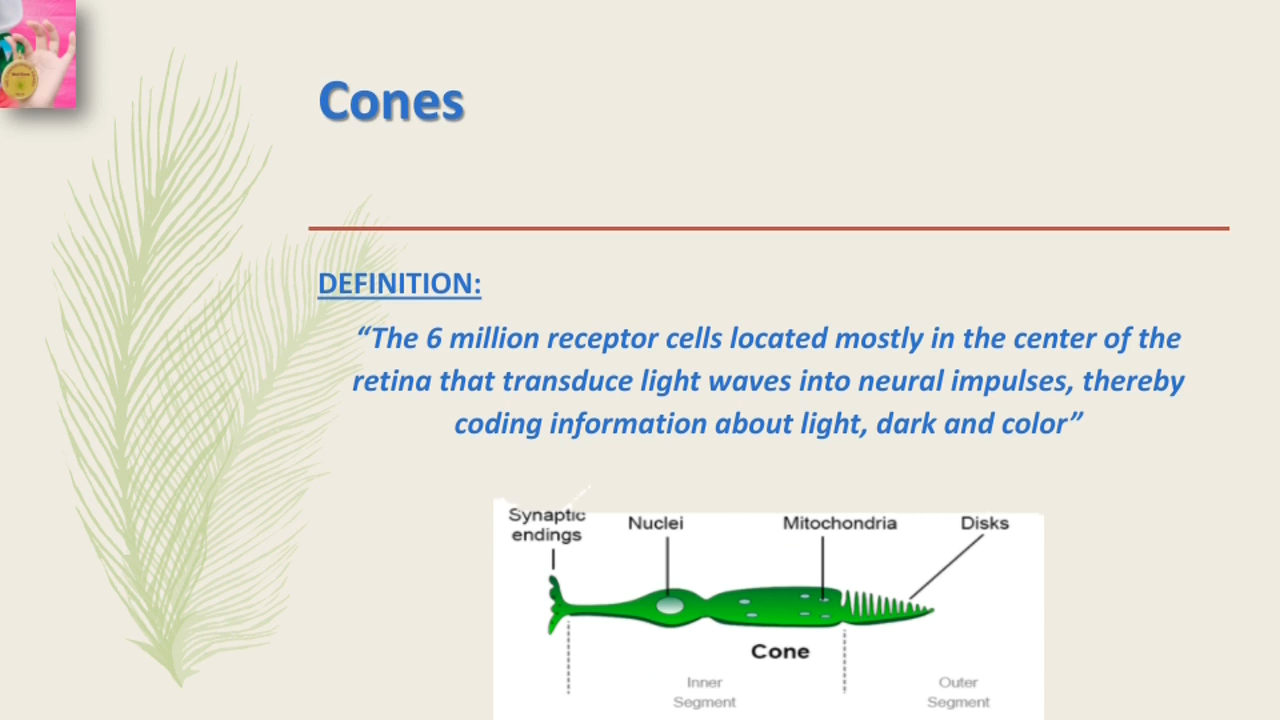 Cones
DEFINITION:
“The 6 million receptor cells located mostly in the center of the
retina that transduce light waves into neural impulses, thereby
coding information about light, dark and color”
Synaptic
endings
Nuclei
Mitochondria
Disks
Cone
Inner
Segment
Outer
Segment